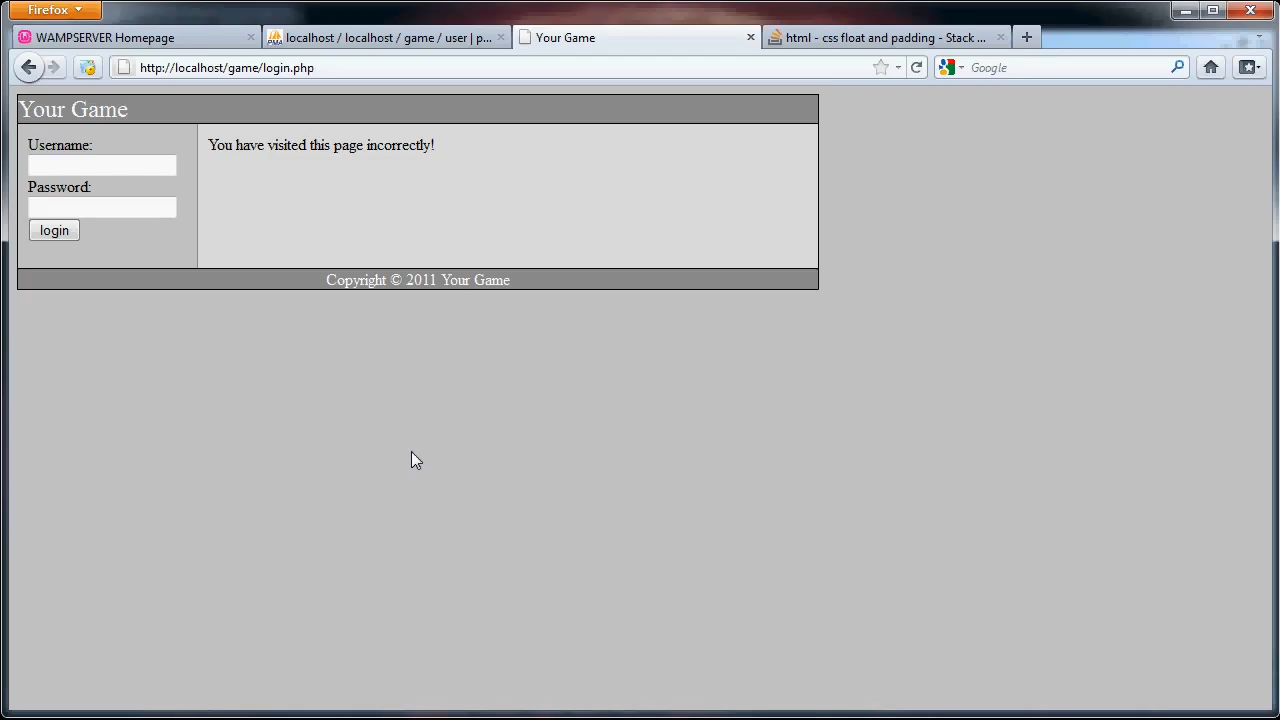 Firefox
WAMPSERVER Homepage
localhost / localhost / game / user | p...
Your Game
html - css float and padding - Stack ...
http://localhost/game/login.php
Google
Your Game
Username:
You have visited this page incorrectly!
Password:
login
Copyright © 2011 Your Game